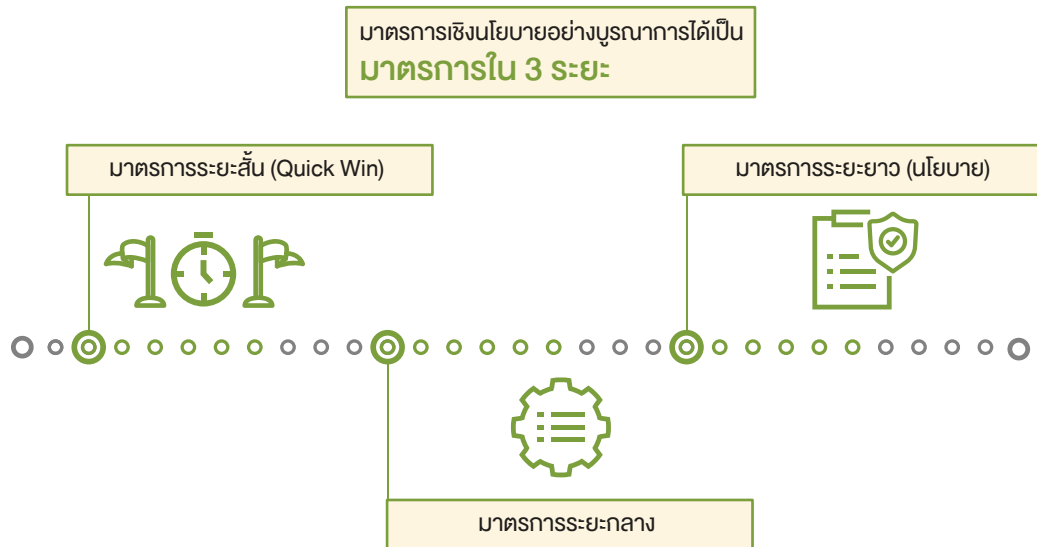 มาตรการเชิงนโยบายอย่างบูรณาการได้เป็น
มาตรการใน 3 ระยะ
มาตรการระยะสั้น (Quick Win)
มาตรการระยะยาว (นโยบาย)
มาตรการระยะกลาง